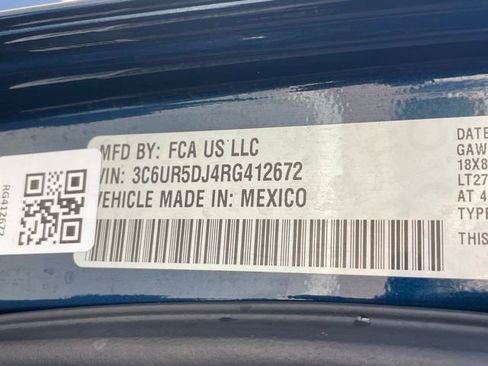 MFD BY: FCA US LLC
VIN: 3C6UR5DJ4RG412672
VEHICLE MADE IN: MEXICO
RG412672
DATE
GAW
18X8
LT27
AT 4
TYPE
THIS